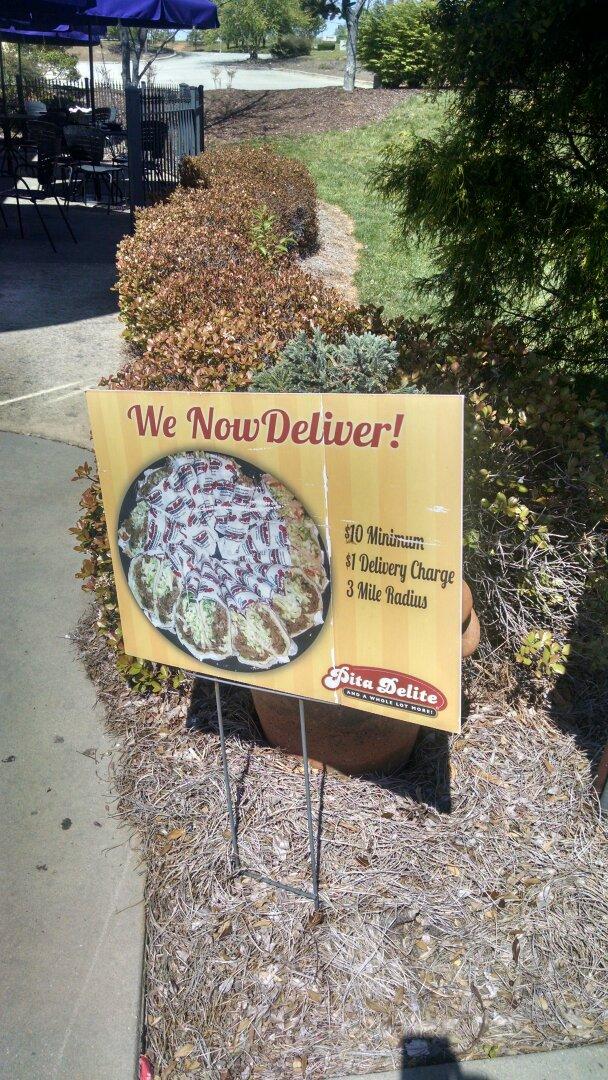 We Now Deliver!
$10 Minimum
$1 Delivery Charge
3 Mile Radius
Pita Delite
AND A WHOLE LOT MORE!